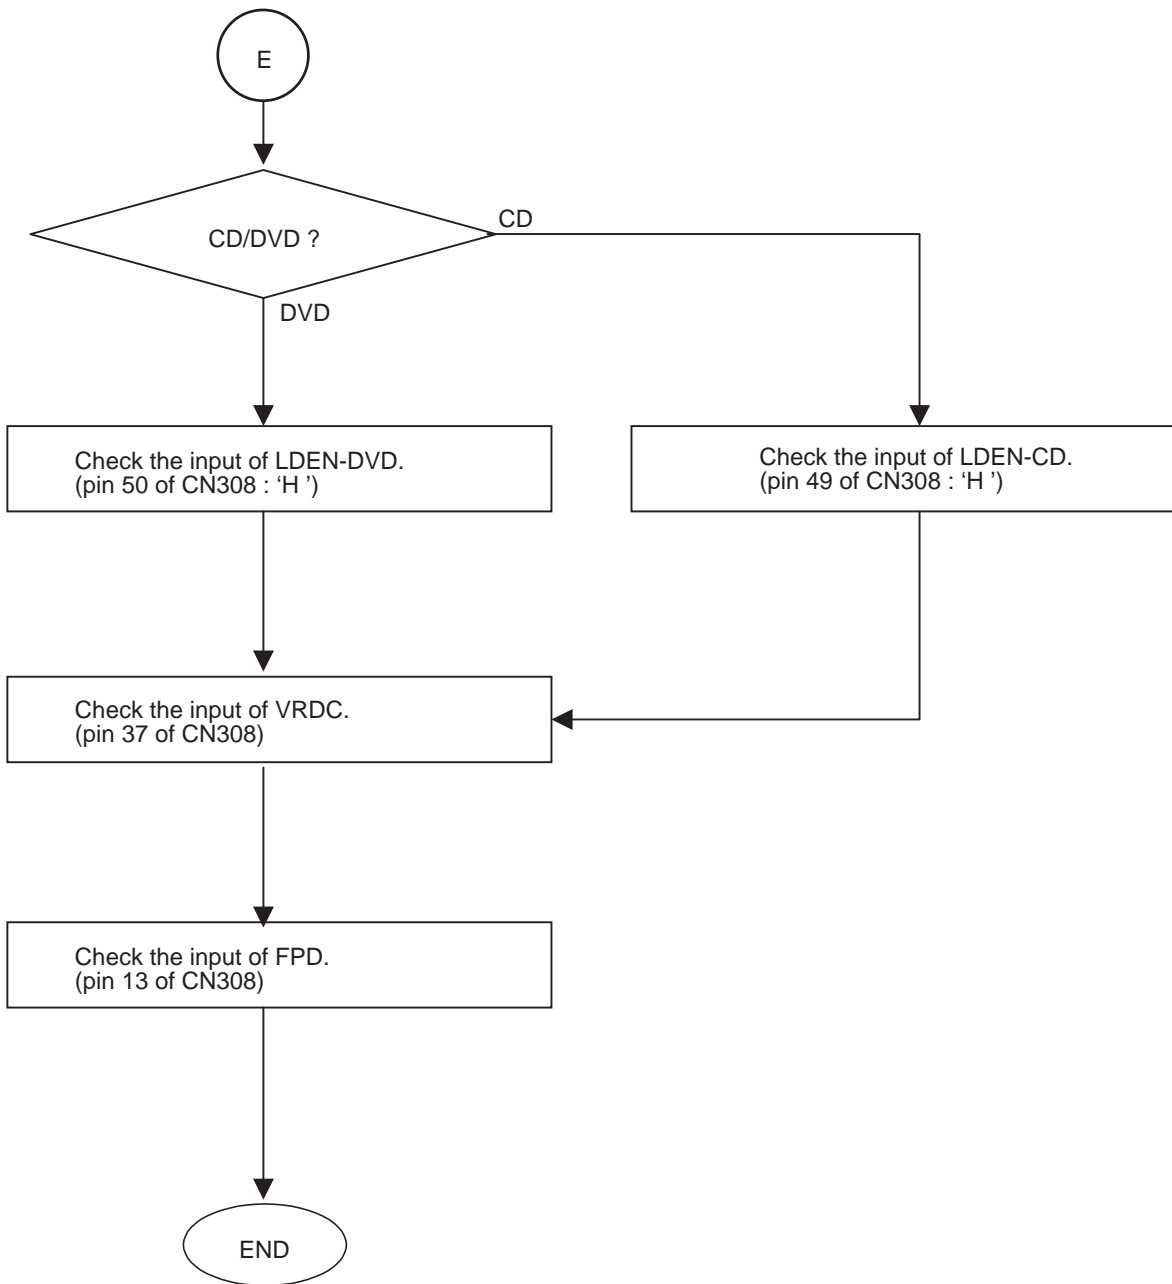 E
CD/DVD ?
CD
DVD
Check the input of LDEN-DVD.
(pin 50 of CN308 : ‘H ’)
Check the input of LDEN-CD.
(pin 49 of CN308 : ‘H ’)
Check the input of VRDC.
(pin 37 of CN308)
Check the input of FPD.
(pin 13 of CN308)
END